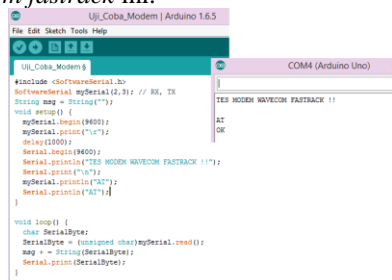 m fastrack ini.
Uji_Coba_Modem | Arduino 1.6.5
File Edit Sketch Tools Help
Uji_Coba_Modem §
#include <SoftwareSerial.h>
SoftwareSerial mySerial(2,3); // RX, TX
String msg = String("");
void setup() {
mySerial.begin(9600);
mySerial.print("\r");
delay(1000);
Serial.begin(9600);
Serial.println("TES MODEM WAVECOM FASTRACK !!");
Serial.print("\n");
mySerial.println("AT");
Serial.println("AT");
}
void loop() {
char SerialByte;
SerialByte = (unsigned char)mySerial.read();
msg + = String(SerialByte);
Serial.print(SerialByte);
}
COM4 (Arduino Uno)
TES MODEM WAVECOM FASTRACK !!
AT
OK